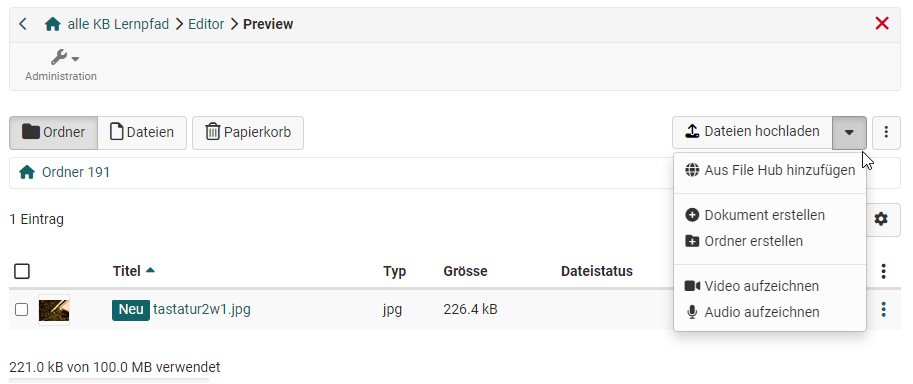 alle KB Lernpfad Editor Preview
Administration
Ordner Dateien Papierkorb Dateien hochladen
Aus File Hub hinzufügen
Ordner 191
Dokument erstellen
1 Eintrag
Ordner erstellen
Titel Typ Grösse Dateistatus
Video aufzeichnen
Neu tastatur2w1.jpg jpg 226.4 kB
Audio aufzeichnen
221.0 kB von 100.0 MB verwendet